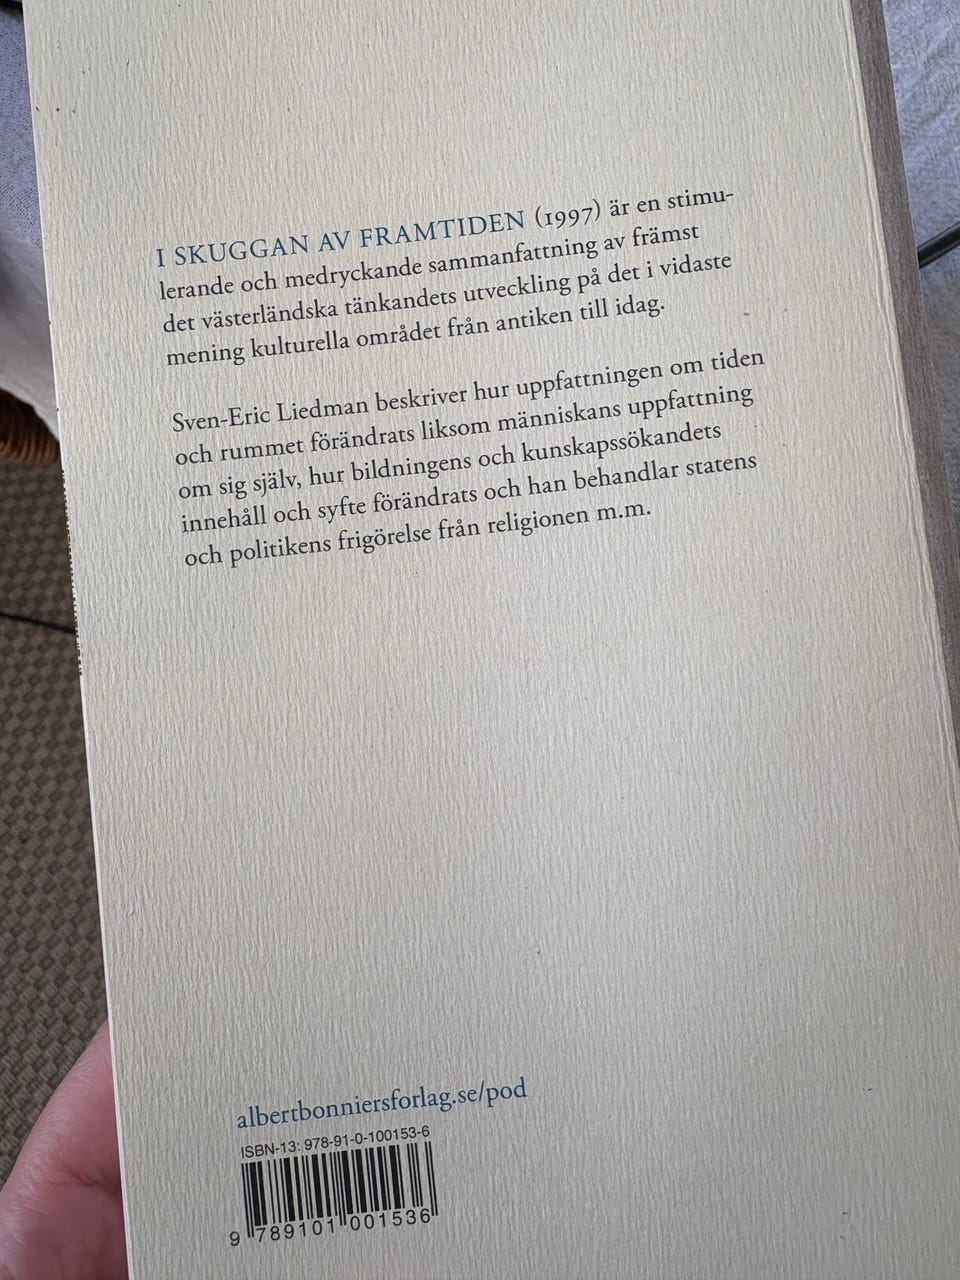 I SKUGGAN AV FRAMTIDEN (1997) är en stimu-
lerande och medryckande sammanfattning av främst
det västerländska tänkandets utveckling på det i vidaste
mening kulturella området från antiken till idag.
Sven-Eric Liedman beskriver hur uppfattningen om tiden
och rummet förändrats liksom människans uppfattning
om sig själv, hur bildningens och kunskapssökandets
innehåll och syfte förändrats och han behandlar statens
och politikens frigörelse från religionen m.m.
albertbonniersforlag.se/pod
ISBN-13: 978-91-0-100153-6
9 789101 001536